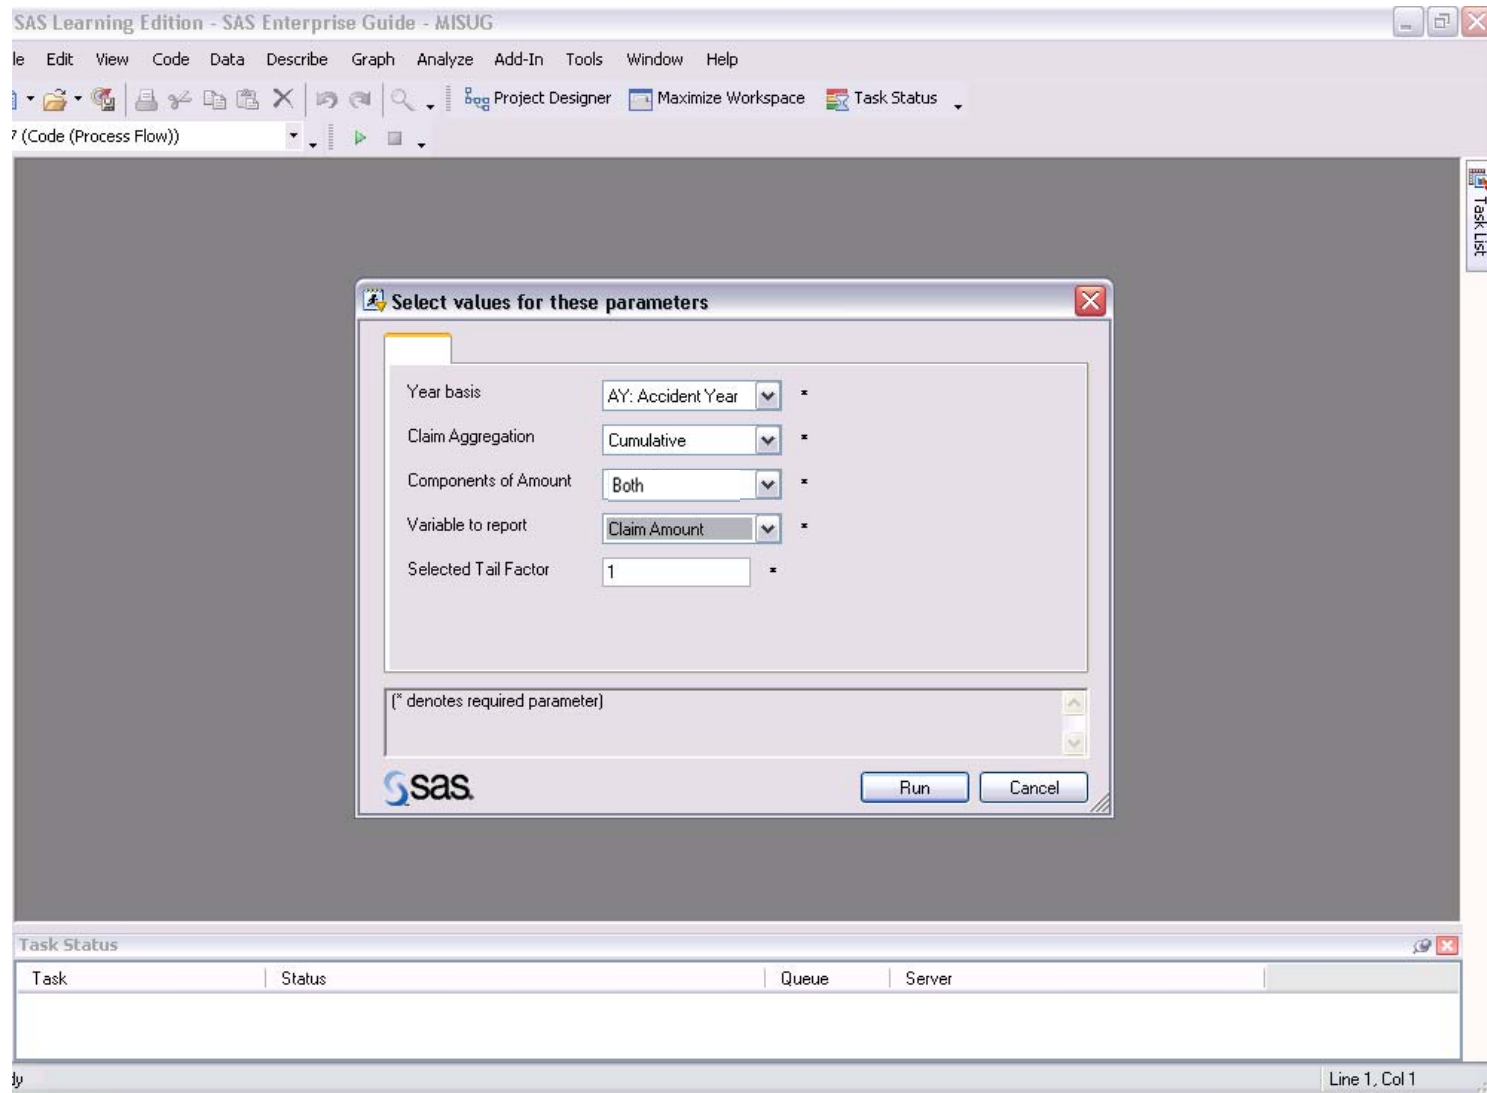 SAS Learning Edition - SAS Enterprise Guide - MISUG
le Edit View Code Data Describe Graph Analyze Add-In Tools Window Help
Project Designer Maximize Workspace Task Status
(Code (Process Flow))
Task List
Select values for these parameters
Year basis AY: Accident Year *
Claim Aggregation Cumulative *
Components of Amount Both *
Variable to report Claim Amount *
Selected Tail Factor 1 *
(* denotes required parameter)
sas.
Run Cancel
Task Status
Task Status Queue Server
dy Line 1, Col 1